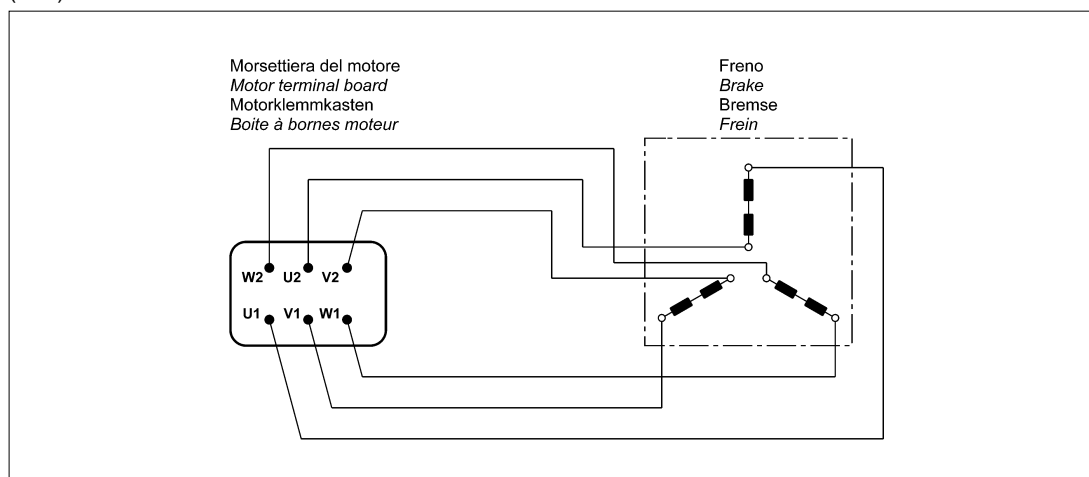 Morsettiera del motore
Motor terminal board
Motorklemmkasten
Boite à bornes moteur
Freno
Brake
Bremse
Frein
W2 U2 V2
U1 V1 W1